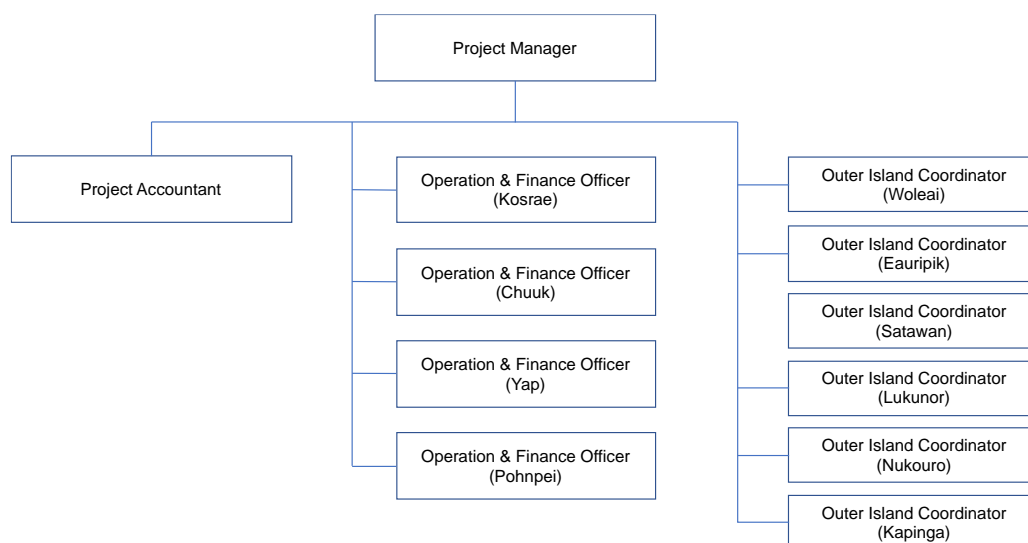 Project Manager
Project Accountant
Operation & Finance Officer
(Kosrae)
Operation & Finance Officer
(Chuuk)
Operation & Finance Officer
(Yap)
Operation & Finance Officer
(Pohnpei)
Outer Island Coordinator
(Woleai)
Outer Island Coordinator
(Eauripik)
Outer Island Coordinator
(Satawan)
Outer Island Coordinator
(Lukunor)
Outer Island Coordinator
(Nukouro)
Outer Island Coordinator
(Kapinga)